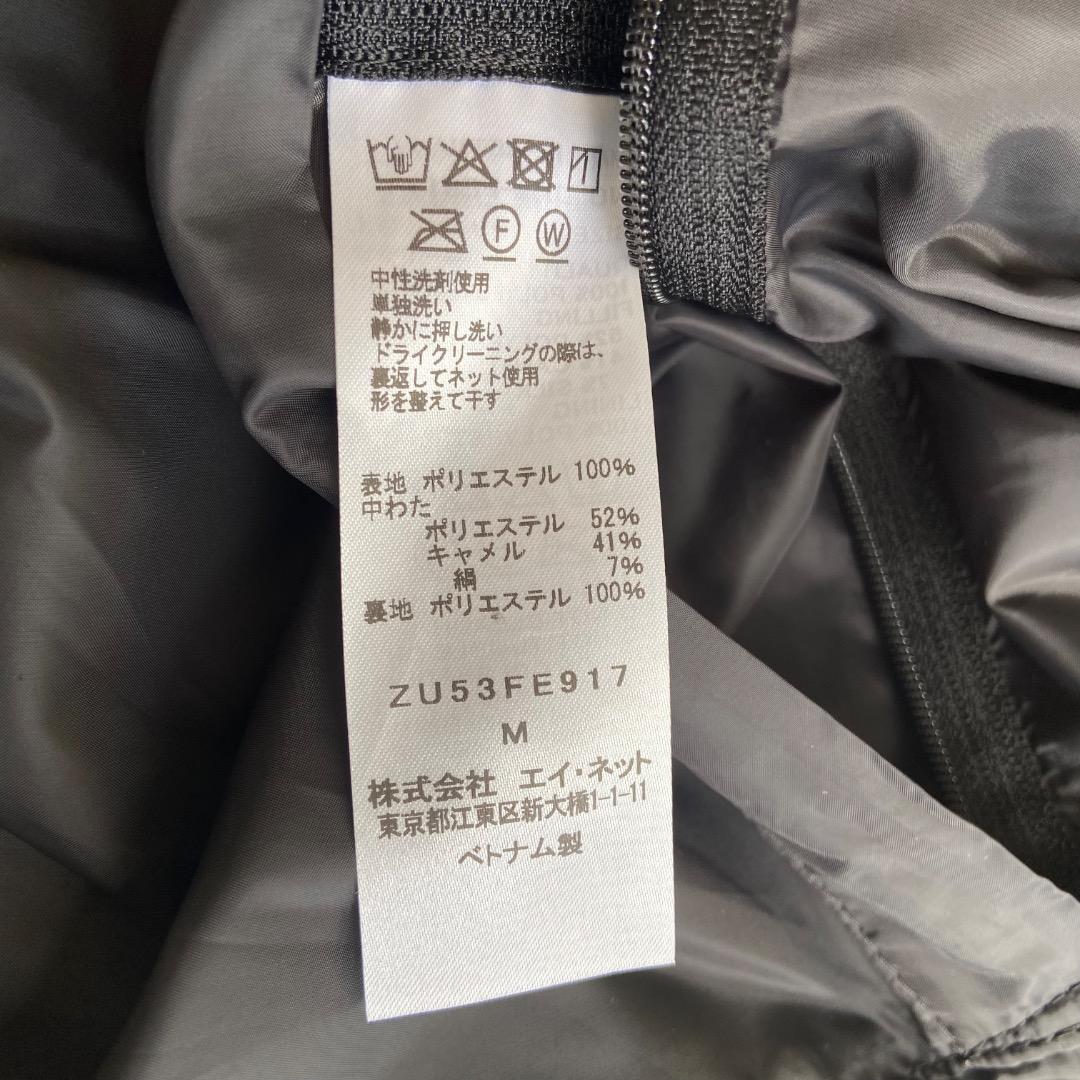 F W
中性洗剤使用
単独洗い
静かに押し洗い
ドライクリーニングの際は、
裏返してネット使用
形を整えて干す
表地 ポリエステル 100%
中わた
ポリエステル 52%
キャメル 41%
絹 7%
裏地 ポリエステル 100%
ZU53FE917
M
株式会社 エイ・ネット
東京都江東区新大橋1-1-11
ベトナム製